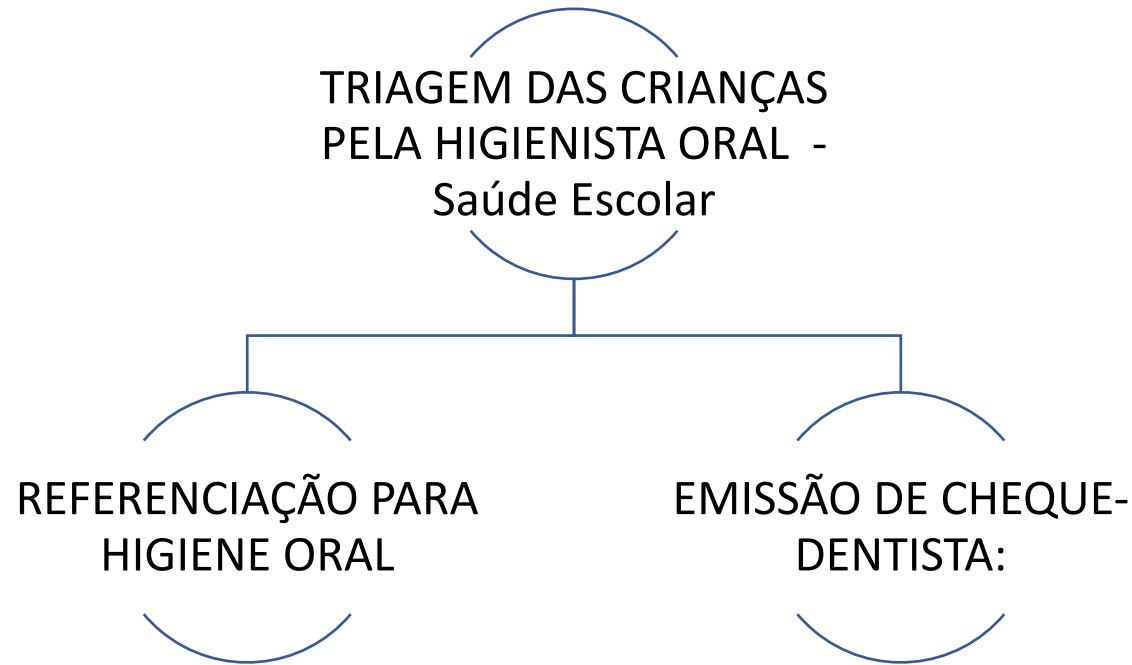 TRIAGEM DAS CRIANÇAS
PELA HIGIENISTA ORAL -
Saúde Escolar
REFERENCIAÇÃO PARA
HIGIENE ORAL
EMISSÃO DE CHEQUE-
DENTISTA: